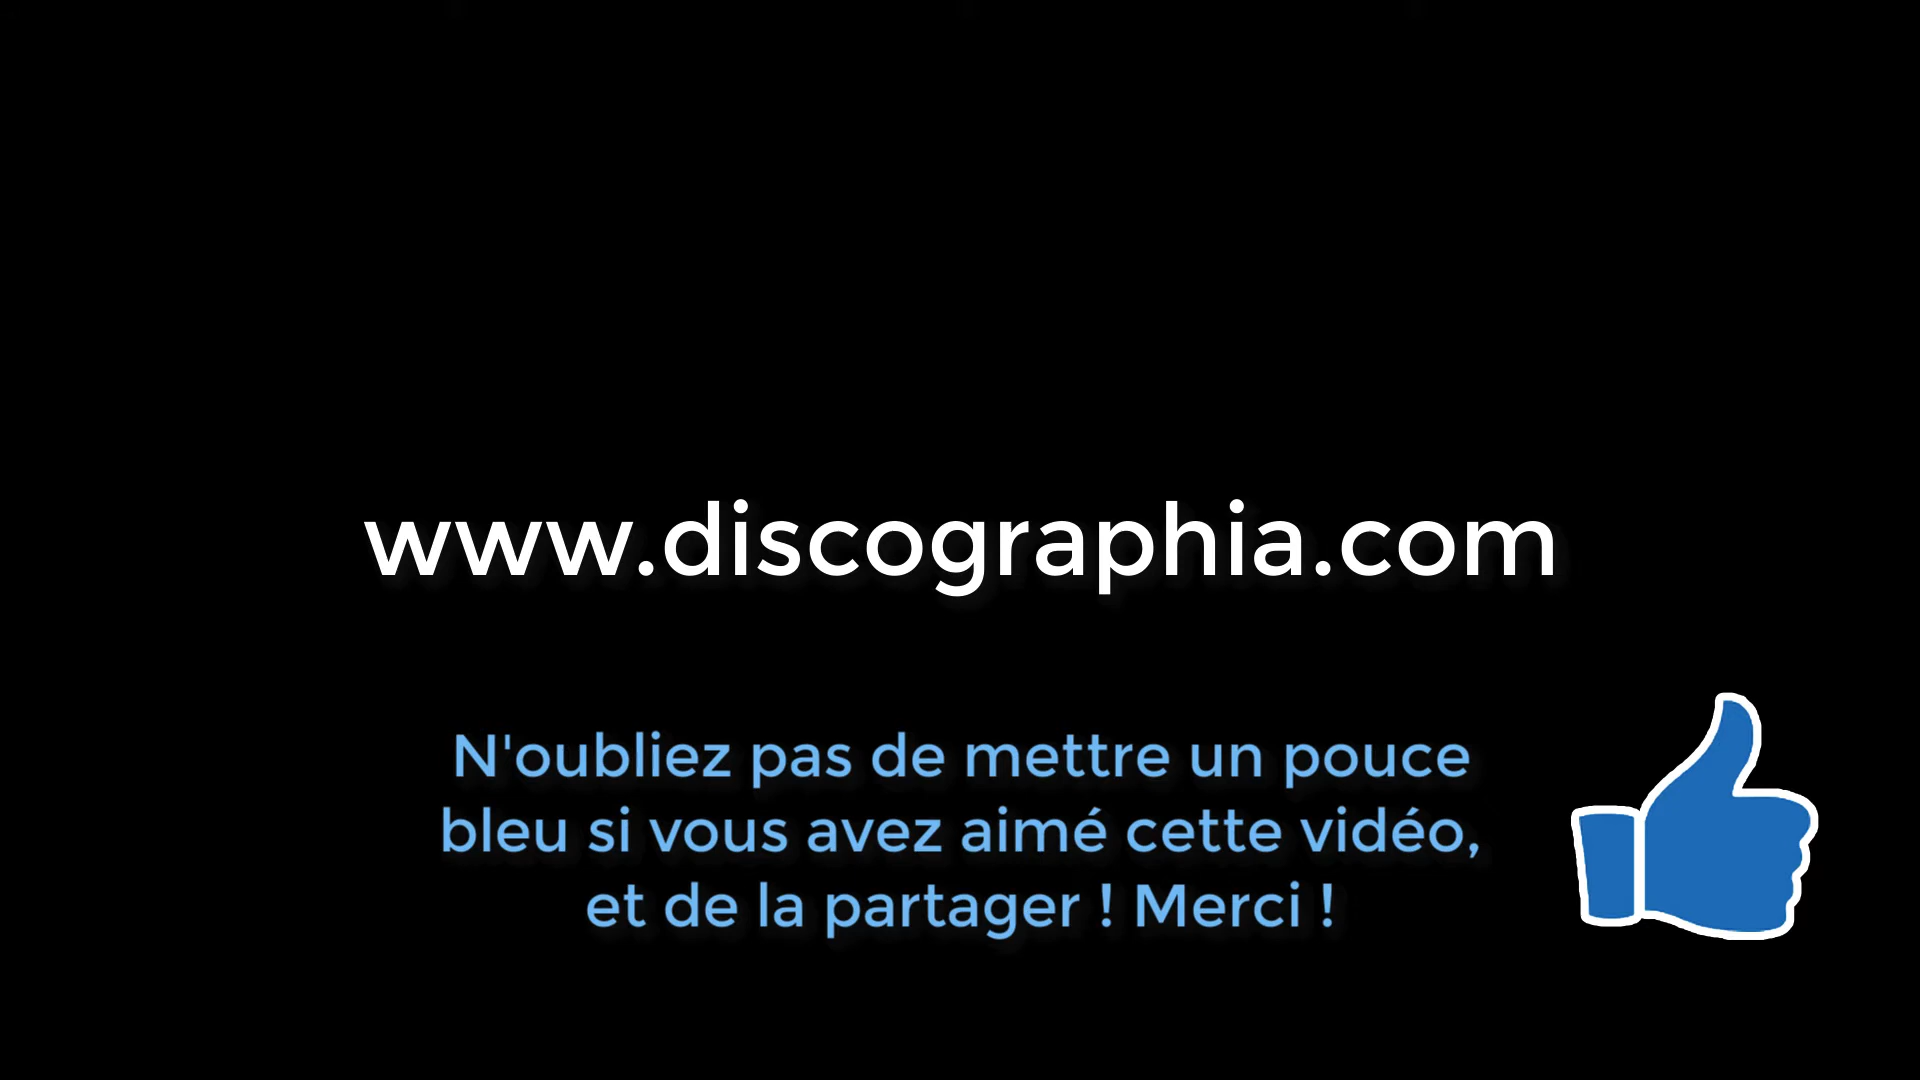 www.discographia.com
N'oubliez pas de mettre un pouce
bleu si vous avez aimé cette vidéo,
et de la partager ! Merci !